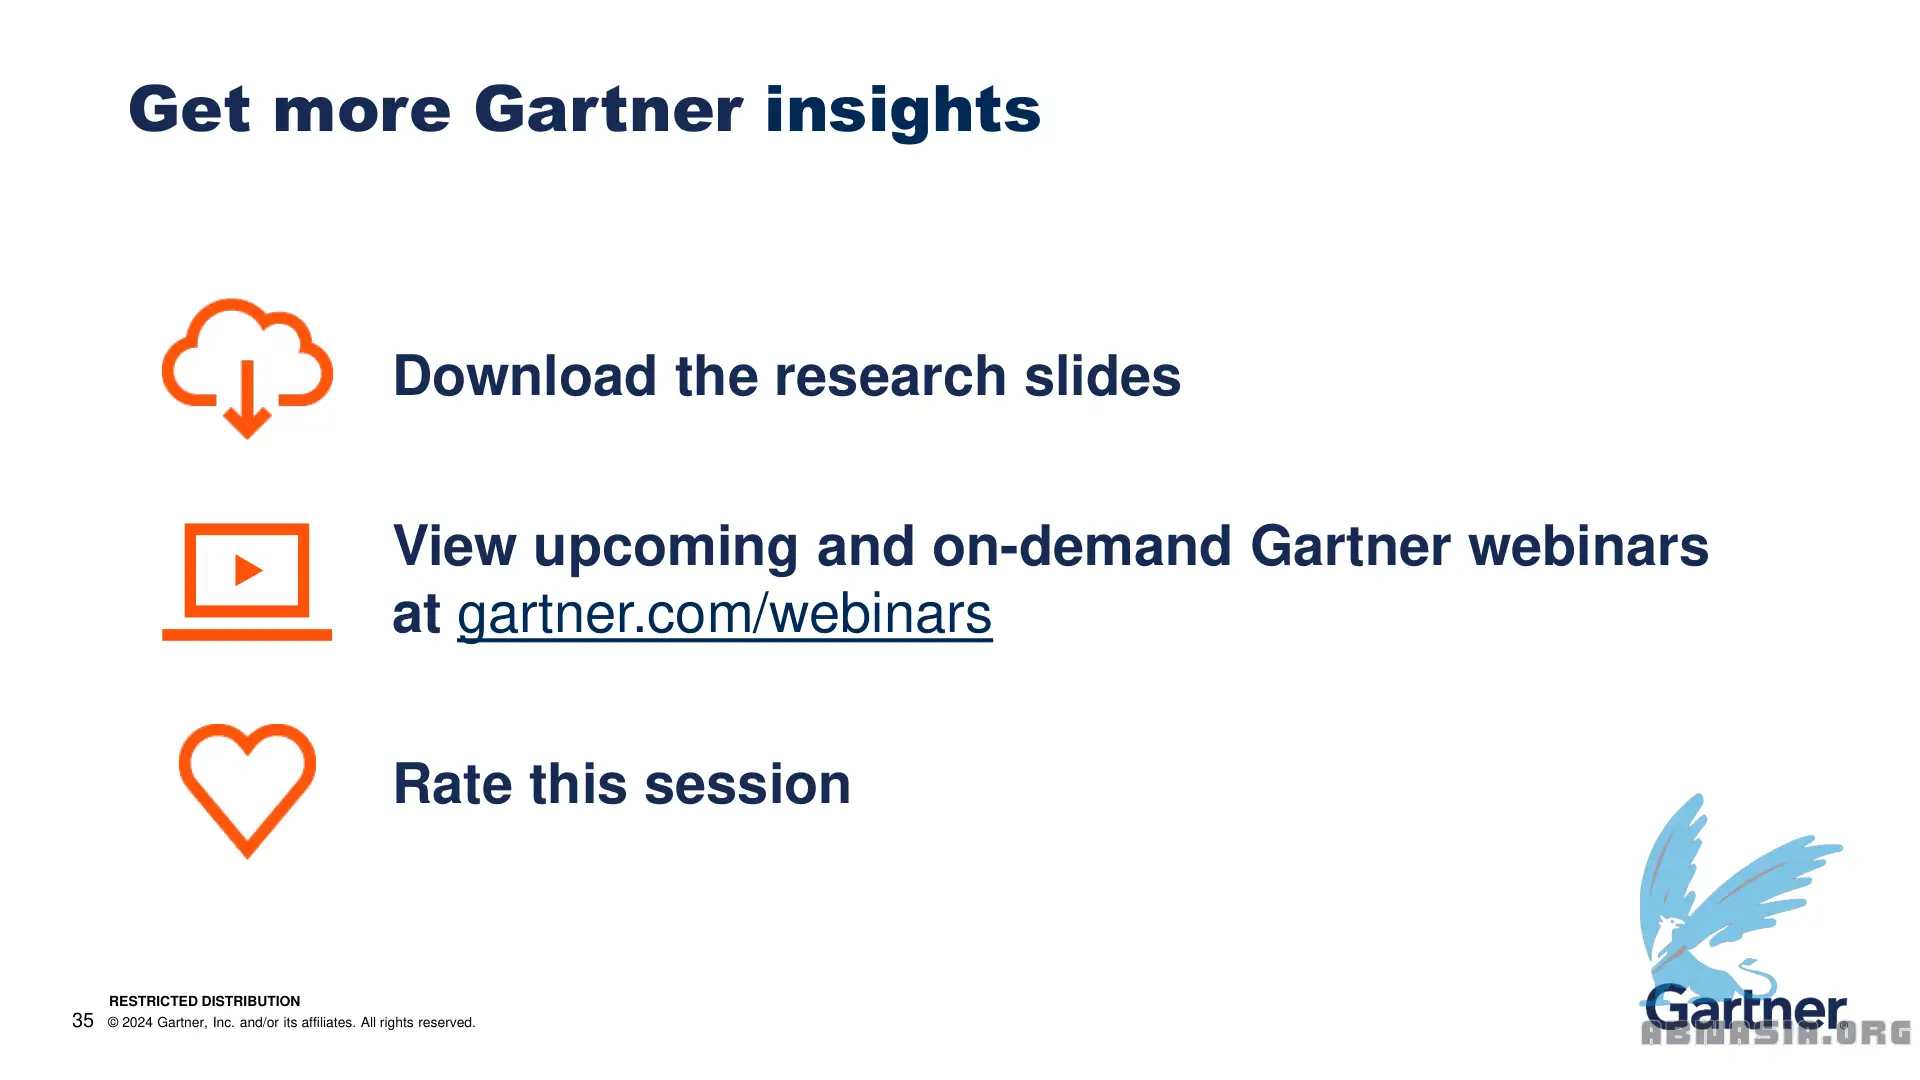 Get more Gartner insights
Download the research slides
View upcoming and on-demand Gartner webinars
at gartner.com/webinars
Rate this session
RESTRICTED DISTRIBUTION
35 © 2024 Gartner, Inc. and/or its affiliates. All rights reserved.
Gartner
ABINASIA.ORG